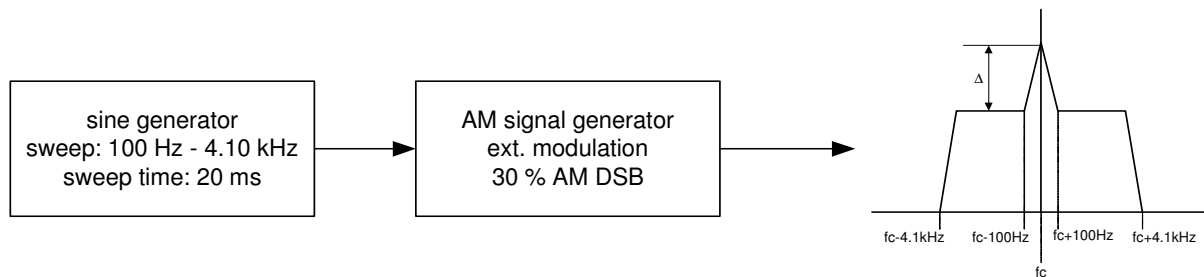 sine generator
sweep: 100 Hz - 4.10 kHz
sweep time: 20 ms
AM signal generator
ext. modulation
30 % AM DSB
Δ
fc-4.1kHz
fc-100Hz
fc+100Hz
fc+4.1kHz
fc